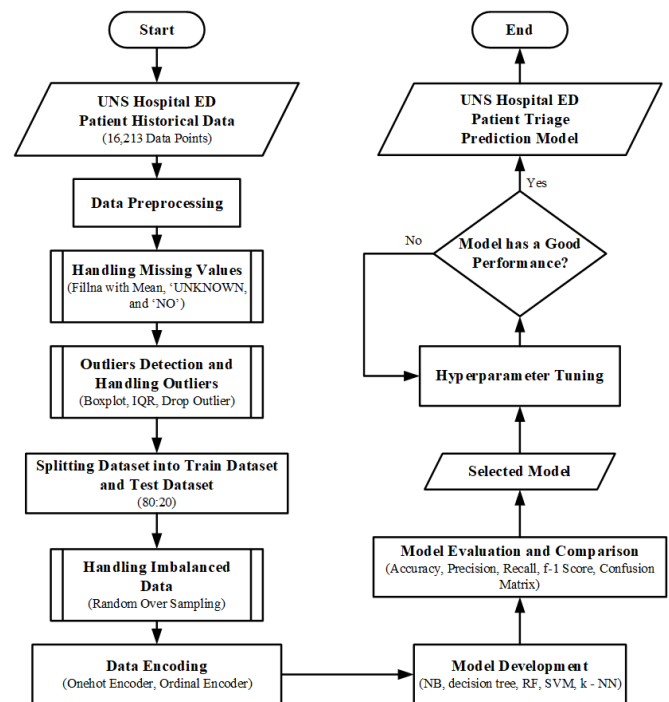 Start
UNS Hospital ED
Patient Historical Data
(16,213 Data Points)
Data Preprocessing
Handling Missing Values
(Fillna with Mean, 'UNKNOWN,
and 'NO')
Outliers Detection and
Handling Outliers
(Boxplot, IQR, Drop Outlier)
Splitting Dataset into Train Dataset
and Test Dataset
(80:20)
Handling Imbalanced
Data
(Random Over Sampling)
Data Encoding
(Onehot Encoder, Ordinal Encoder)
Model Development
(NB, decision tree, RF, SVM, k - NN)
Model Evaluation and Comparison
(Accuracy, Precision, Recall, f-1 Score, Confusion
Matrix)
Selected Model
Hyperparameter Tuning
Model has a Good
Performance?
No
Yes
UNS Hospital ED
Patient Triage
Prediction Model
End